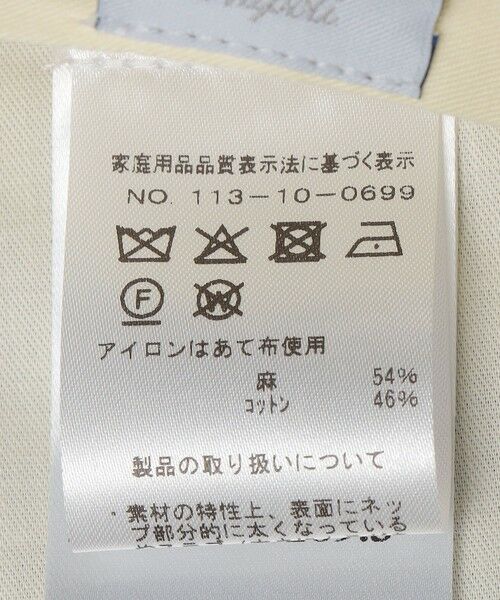 napoli
家庭用品品質表示法に基づく表示
NO. 113-10-0699
F
W
アイロンはあて布使用
麻 54%
コットン 46%
製品の取り扱いについて
・素材の特性上、表面にネッ
プ部分的に太くなっている